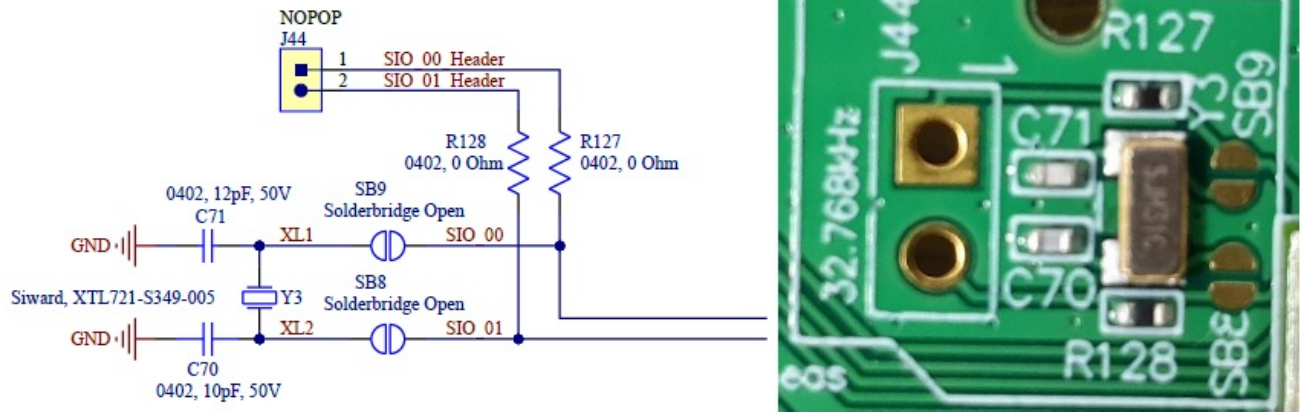 NOPOP
J44
1
SIO_00_Header
2
SIO_01_Header
R128
0402, 0 Ohm
R127
0402, 0 Ohm
0402, 12pF, 50V
C71
SB9
Solderbridge Open
GND
XL1
SIO_00
Siward, XTL721-S349-005
Y3
SB8
Solderbridge Open
GND
XL2
SIO_01
C70
0402, 10pF, 50V
J44
1
R127
Y3
SB9
C71
32.768kHz
C70
R128
SB8